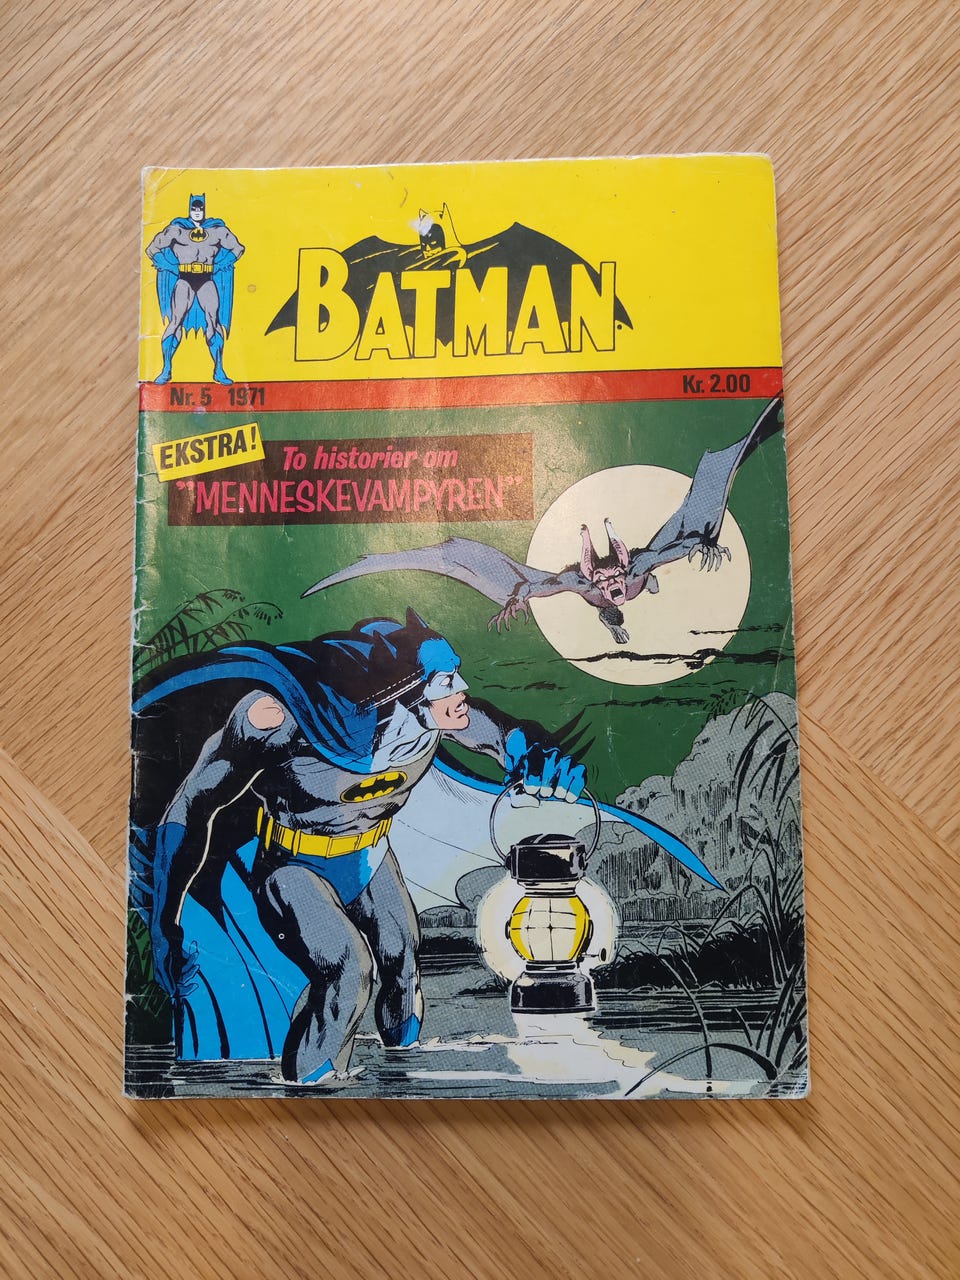 BATMAN
Nr. 5 1971
Kr. 2.00
EKSTRA!
To historier om
"MENNESKEVAMPYREN"